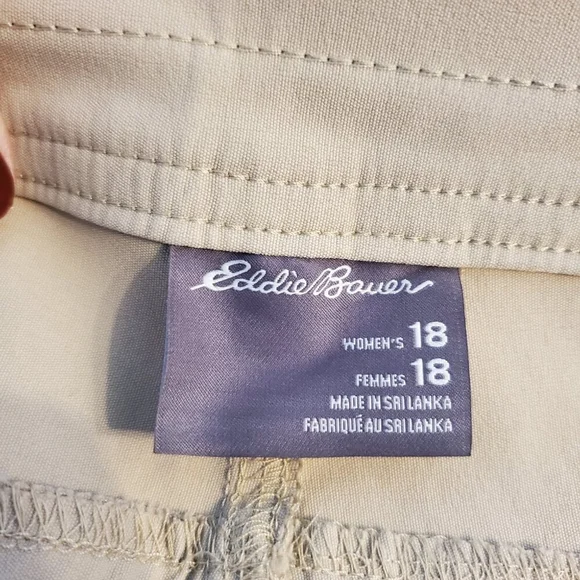 Eddie Bauer
WOMEN'S 18
FEMMES 18
MADE IN SRI LANKA
FABRIQUÉ AU SRI LANKA